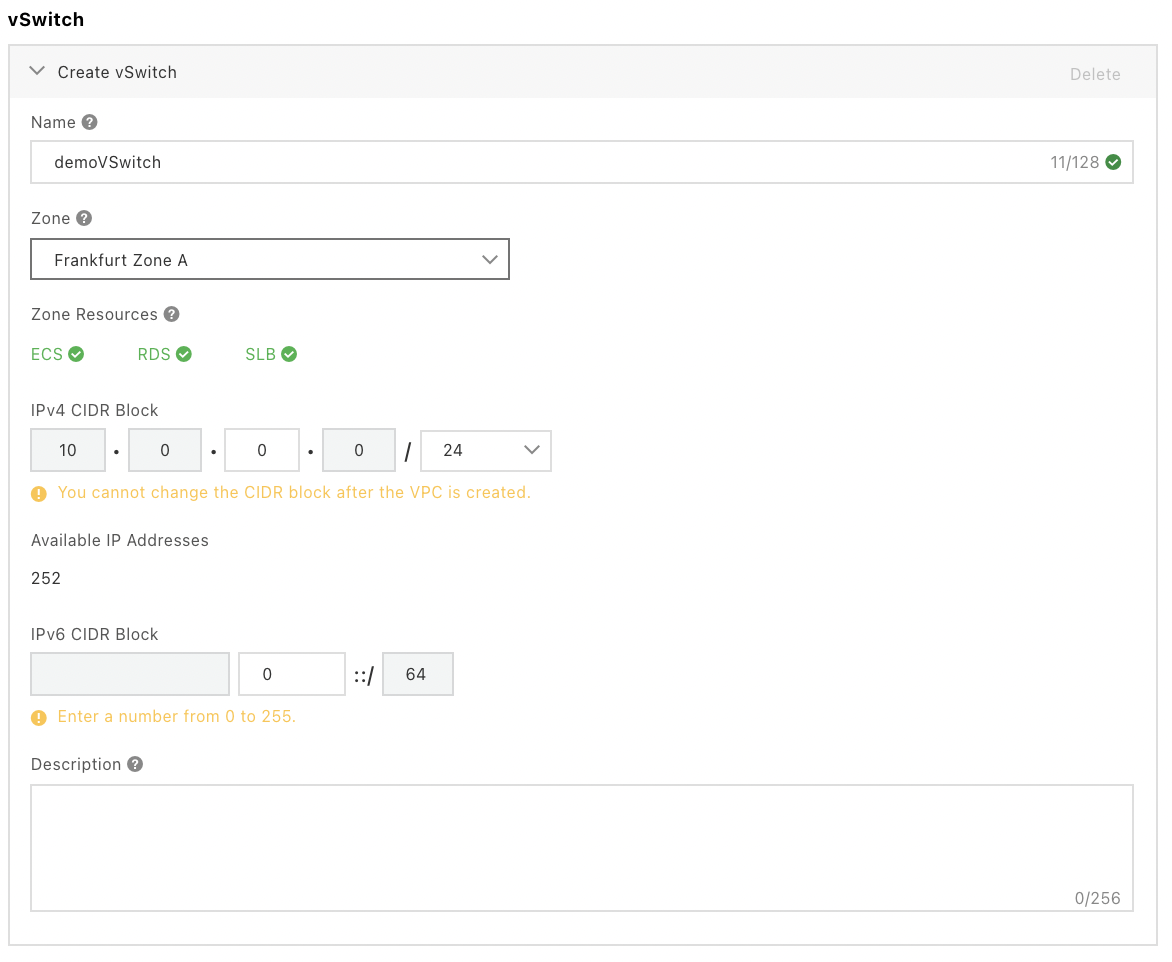 vSwitch
Create vSwitch Delete
Name ?
demoVSwitch 11/128
Zone ?
Frankfurt Zone A
Zone Resources ?
ECS RDS SLB
IPv4 CIDR Block
10 . 0 . 0 . 0 / 24
! You cannot change the CIDR block after the VPC is created.
Available IP Addresses
252
IPv6 CIDR Block
0 ::/ 64
! Enter a number from 0 to 255.
Description ?
0/256